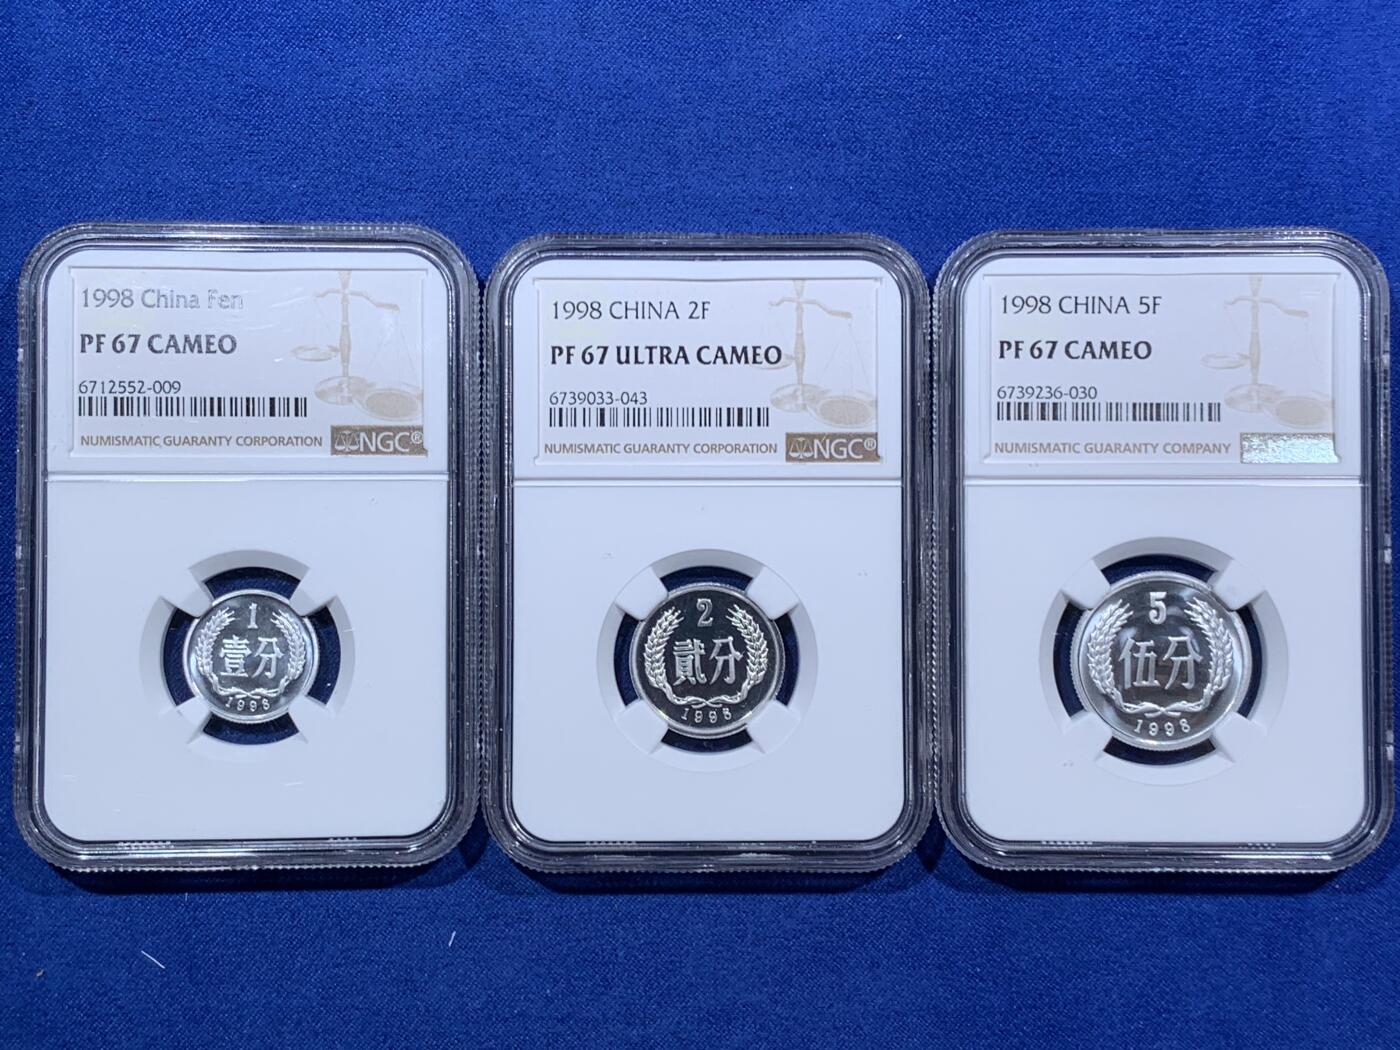 1998 China Fen
PF 67 CAMEO
6712552-009
NUMISMATIC GUARANTY CORPORATION NGC®
1
壹分
1998
1998 CHINA 2F
PF 67 ULTRA CAMEO
6739033-043
NUMISMATIC GUARANTY CORPORATION NGC®
2
貳分
1998
1998 CHINA 5F
PF 67 CAMEO
6739236-030
NUMISMATIC GUARANTY COMPANY
5
伍分
1998